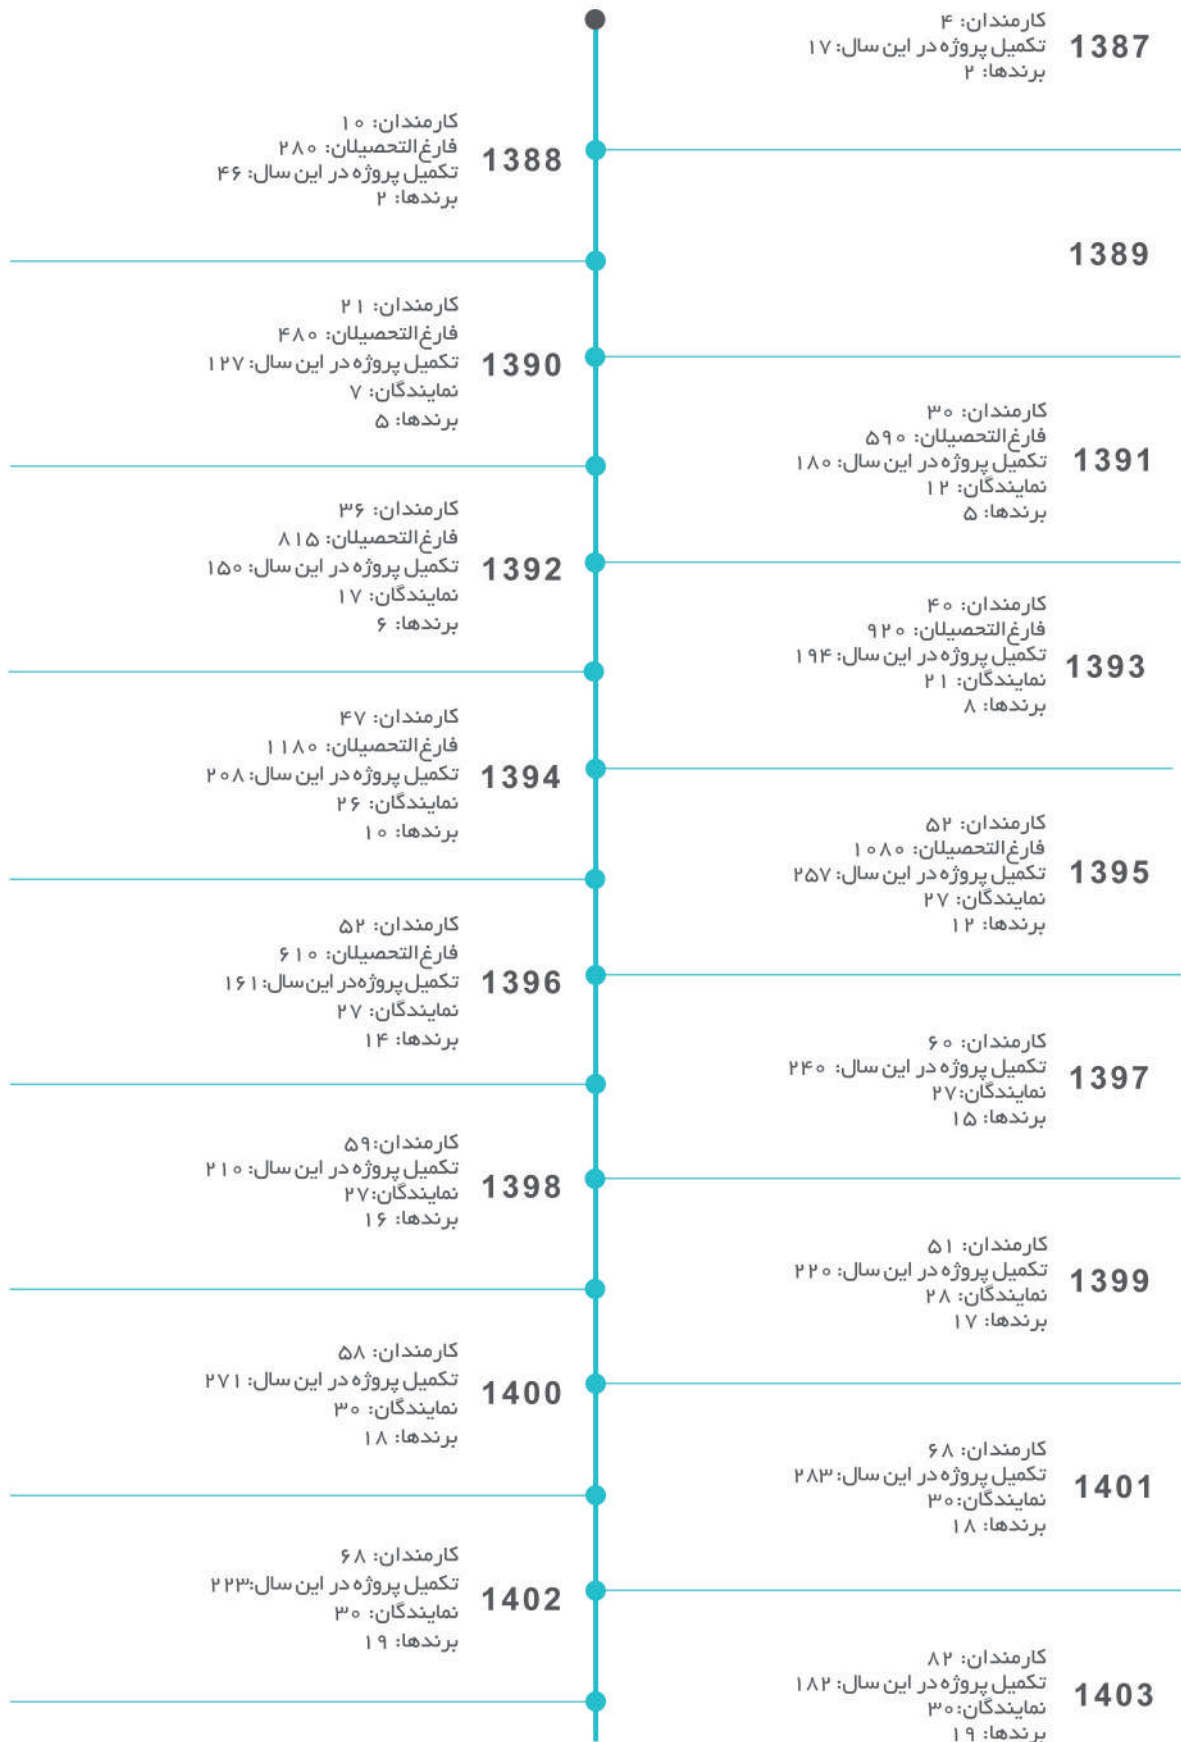 1387
کارمندان: ۴
تکمیل پروژه در این سال: ۱۷
برندها: ۲
1388
کارمندان: ۱۰
فارغ‌التحصیلان: ۲۸۰
تکمیل پروژه در این سال: ۴۶
برندها: ۲
1389
1390
کارمندان: ۲۱
فارغ‌التحصیلان: ۴۸۰
تکمیل پروژه در این سال: ۱۲۷
نمایندگان: ۷
برندها: ۵
1391
کارمندان: ۳۰
فارغ‌التحصیلان: ۵۹۰
تکمیل پروژه در این سال: ۱۸۰
نمایندگان: ۱۲
برندها: ۵
1392
کارمندان: ۳۶
فارغ‌التحصیلان: ۸۱۵
تکمیل پروژه در این سال: ۱۵۰
نمایندگان: ۱۷
برندها: ۶
1393
کارمندان: ۴۰
فارغ‌التحصیلان: ۹۲۰
تکمیل پروژه در این سال: ۱۹۴
نمایندگان: ۲۱
برندها: ۸
1394
کارمندان: ۴۷
فارغ‌التحصیلان: ۱۱۸۰
تکمیل پروژه در این سال: ۲۰۸
نمایندگان: ۲۶
برندها: ۱۰
1395
کارمندان: ۵۲
فارغ‌التحصیلان: ۱۰۸۰
تکمیل پروژه در این سال: ۲۵۷
نمایندگان: ۲۷
برندها: ۱۲
1396
کارمندان: ۵۲
فارغ‌التحصیلان: ۶۱۰
تکمیل پروژه‌در این سال: ۱۶۱
نمایندگان: ۲۷
برندها: ۱۴
1397
کارمندان: ۶۰
تکمیل پروژه در این سال: ۲۴۰
نمایندگان:۲۷
برندها: ۱۵
1398
کارمندان:۵۹
تکمیل پروژه در این سال: ۲۱۰
نمایندگان:۲۷
برندها: ۱۶
1399
کارمندان: ۵۱
تکمیل پروژه در این سال: ۲۲۰
نمایندگان: ۲۸
برندها: ۱۷
1400
کارمندان: ۵۸
تکمیل پروژه در این سال: ۲۷۱
نمایندگان: ۳۰
برندها: ۱۸
1401
کارمندان: ۶۸
تکمیل پروژه در این سال: ۲۸۳
نمایندگان:۳۰
برندها: ۱۸
1402
کارمندان: ۶۸
تکمیل پروژه در این سال:۲۲۳
نمایندگان: ۳۰
برندها: ۱۹
1403
کارمندان: ۸۲
تکمیل پروژه در این سال: ۱۸۲
نمایندگان:۳۰
برندها: ۱۹